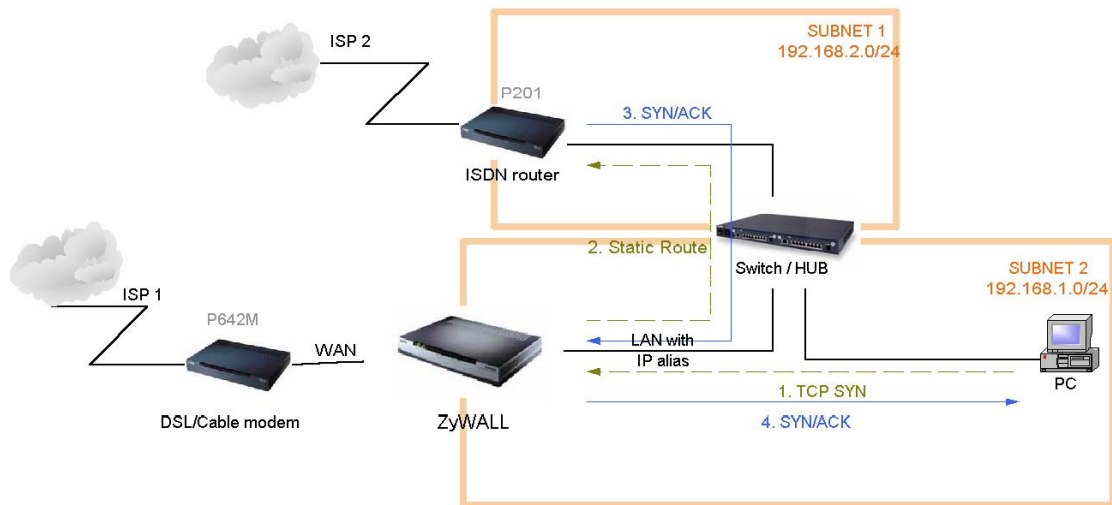 ISP 2
SUBNET 1
192.168.2.0/24
P201
3. SYN/ACK
ISDN router
2. Static Route
Switch / HUB
SUBNET 2
192.168.1.0/24
ISP 1
P642M
WAN
LAN with
IP alias
PC
1. TCP SYN
DSL/Cable modem
ZyWALL
4. SYN/ACK